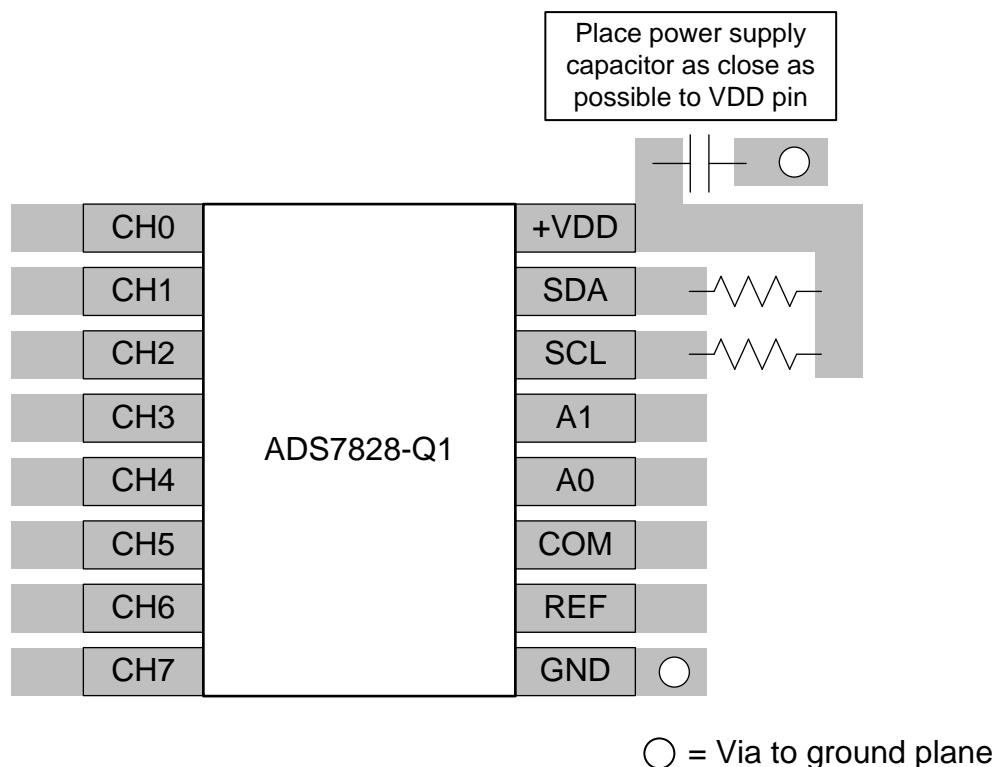 Place power supply
capacitor as close as
possible to VDD pin
CH0
CH1
CH2
CH3
CH4
CH5
CH6
CH7
ADS7828-Q1
+VDD
SDA
SCL
A1
A0
COM
REF
GND
= Via to ground plane